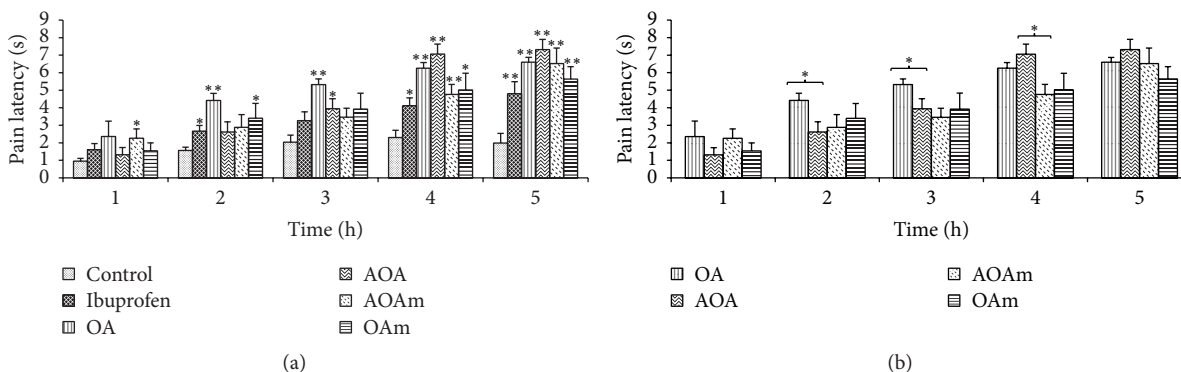 Pain latency (s)
9
8
7
6
5
4
3
2
1
0
*
*
**
*
**
*
*
**
**
**
*
**
**
**
**
**
1 2 3 4 5
Time (h)
Control
Ibuprofen
OA
AOA
AOAm
OAm
(a)
Pain latency (s)
9
8
7
6
5
4
3
2
1
0
*
*
*
1 2 3 4 5
Time (h)
OA
AOA
AOAm
OAm
(b)